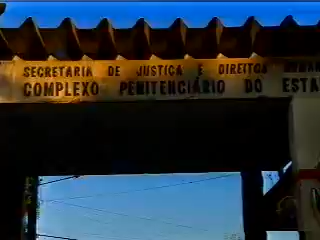 SECRETARIA DE JUSTIÇA E DIREITOS
COMPLEXO PENITENCIÁRIO DO ESTA